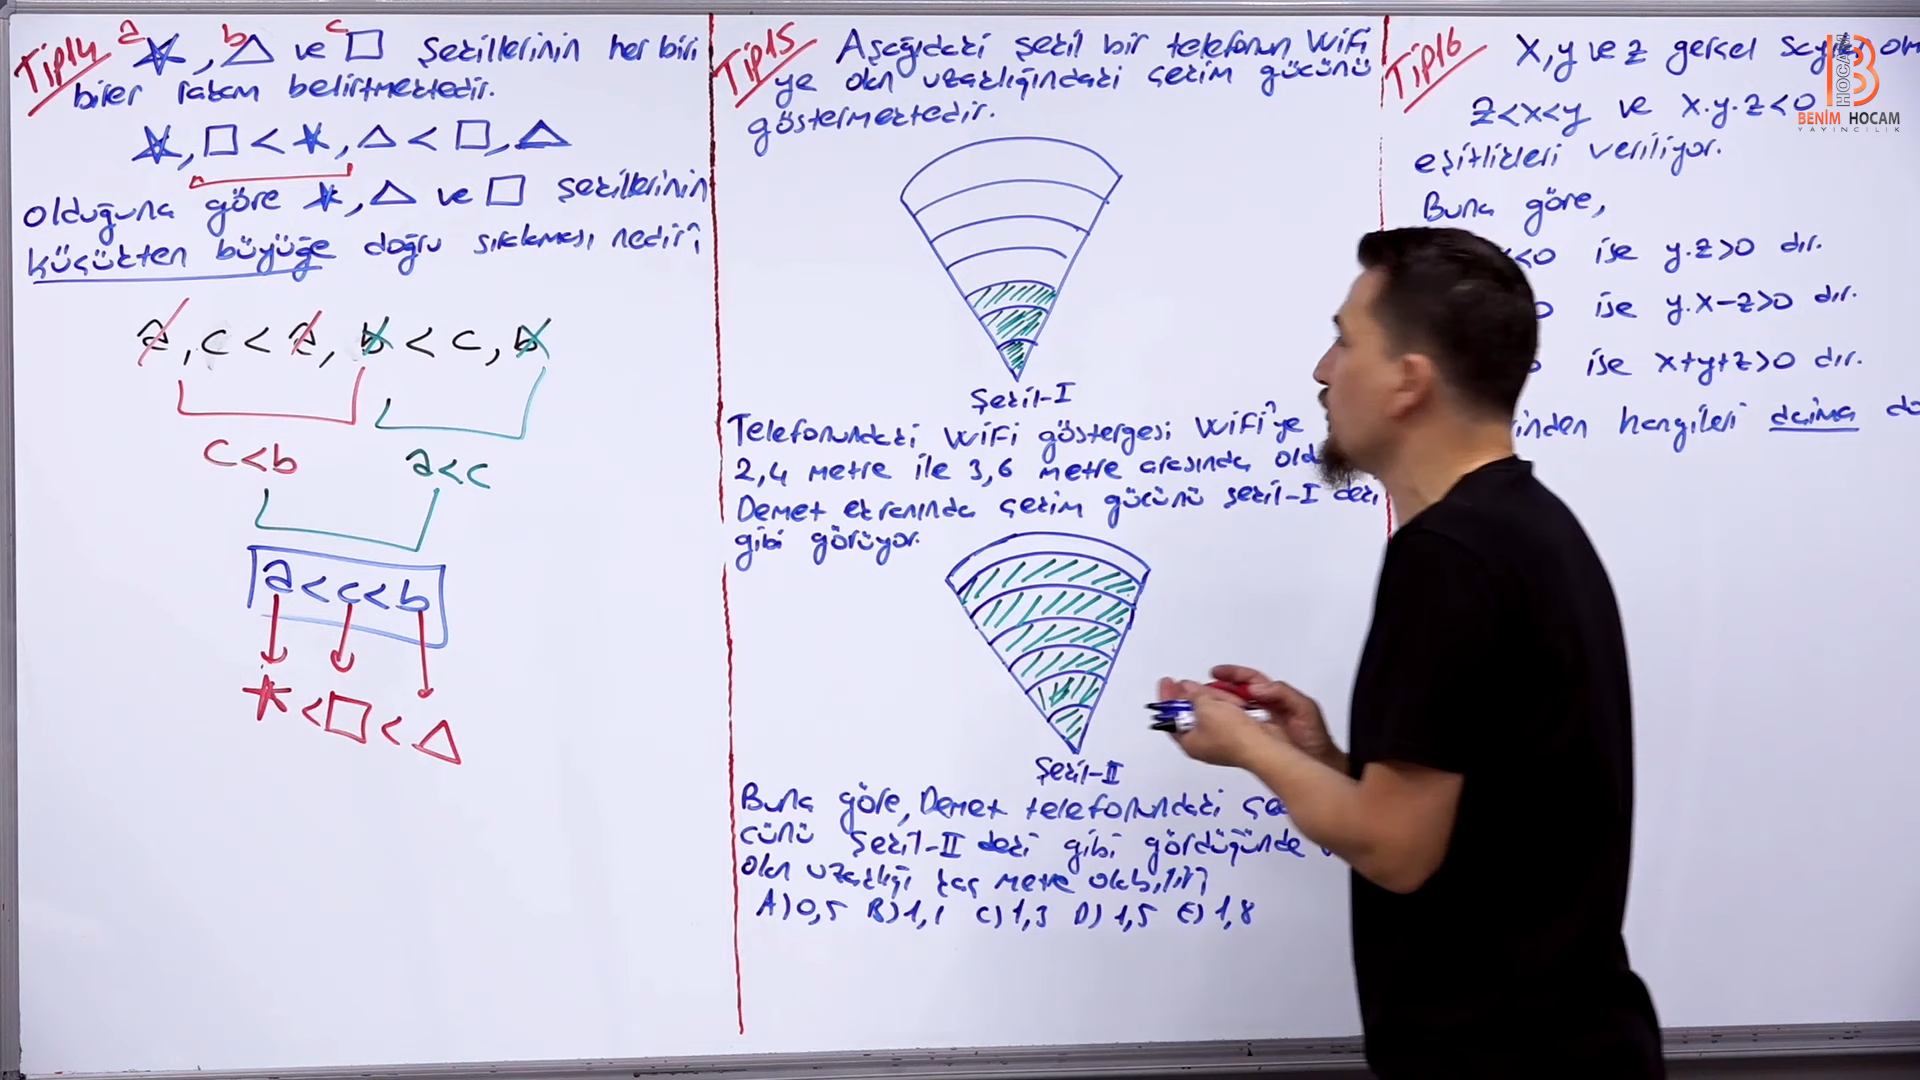 Tip14 a b c
★, △ ve □ şekillerinin her biri
birer rakam belirtmektedir.
★,□ < ★,△ < □,△
olduğuna göre ★, △ ve □ şekillerinin
küçükten büyüğe doğru sıralaması nedir?
a,c < a,b < c,b
c<b a<c
a<c<b
★ < □ < △
Tip15 Aşağıdaki şekil bir telefonun WiFi
ye olan uzaklığındaki çekim gücünü
göstermektedir.
Şekil-I
Telefonundaki WiFi göstergesi WiFi'ye
2,4 metre ile 3,6 metre arasında
Demet ekranında çekim gücünü şekil-I deki
gibi görüyor.
Şekil-II
Buna göre, Demet telefonundaki
cünü Şekil-II deki gibi gördüğünde
olan uzaklığı kaç metre olabilir?
A) 0,5 B) 1,1 C) 1,3 D) 1,5 E) 1,8
Tip16 x,y ve z gerçel
z<x<y ve x.y.z<0
eşitlikleri veriliyor.
Buna göre,
<0 ise y.z>0 dır.
ise y.x-z>0 dır.
ise x+y+z>0 dır.
hangileri daima
B HOCAM
BENİM HOCAM
YAYINCILIK